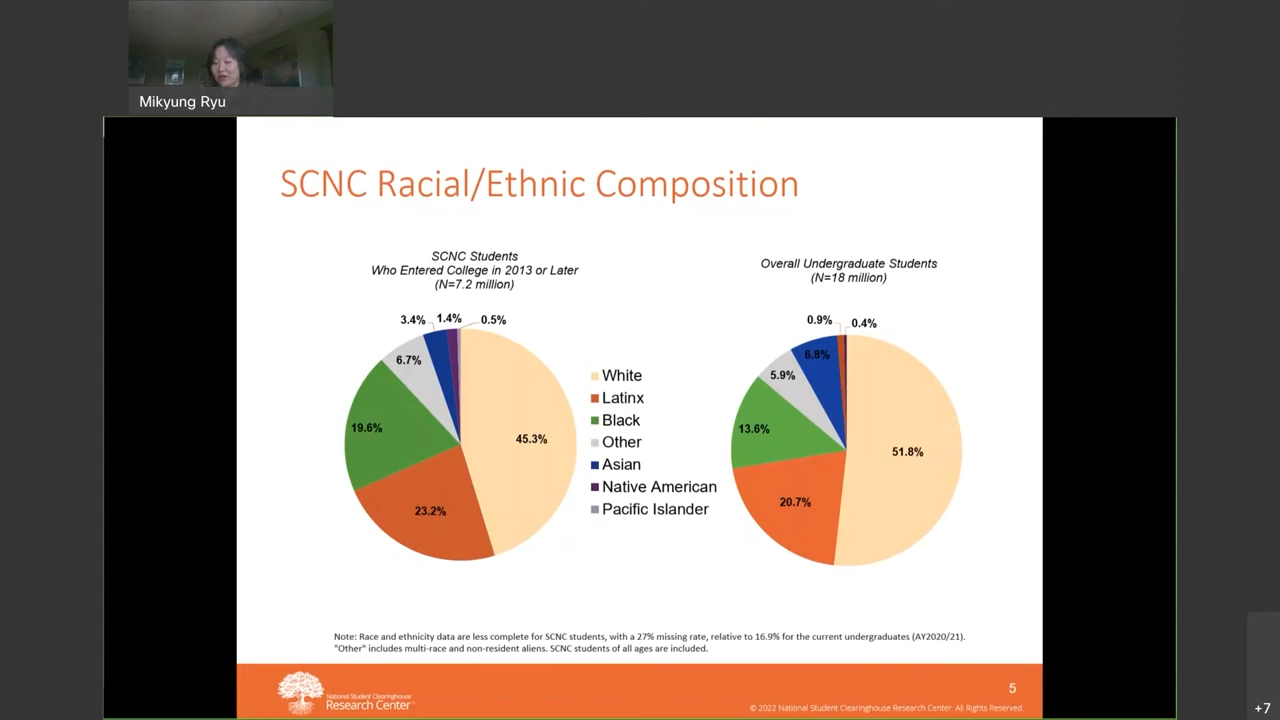 Mikyung Ryu
SCNC Racial/Ethnic Composition
SCNC Students
Who Entered College in 2013 or Later
(N=7.2 million)
3.4%
1.4%
0.5%
6.7%
19.6%
45.3%
23.2%
White
Latinx
Black
Other
Asian
Native American
Pacific Islander
Overall Undergraduate Students
(N=18 million)
0.9%
0.4%
6.8%
5.9%
13.6%
51.8%
20.7%
Note: Race and ethnicity data are less complete for SCNC students, with a 27% missing rate, relative to 16.9% for the current undergraduates (AY2020/21).
"Other" includes multi-race and non-resident aliens. SCNC students of all ages are included.
National Student Clearinghouse®
Research Center™
5
© 2022 National Student Clearinghouse Research Center. All Rights Reserved.
+7